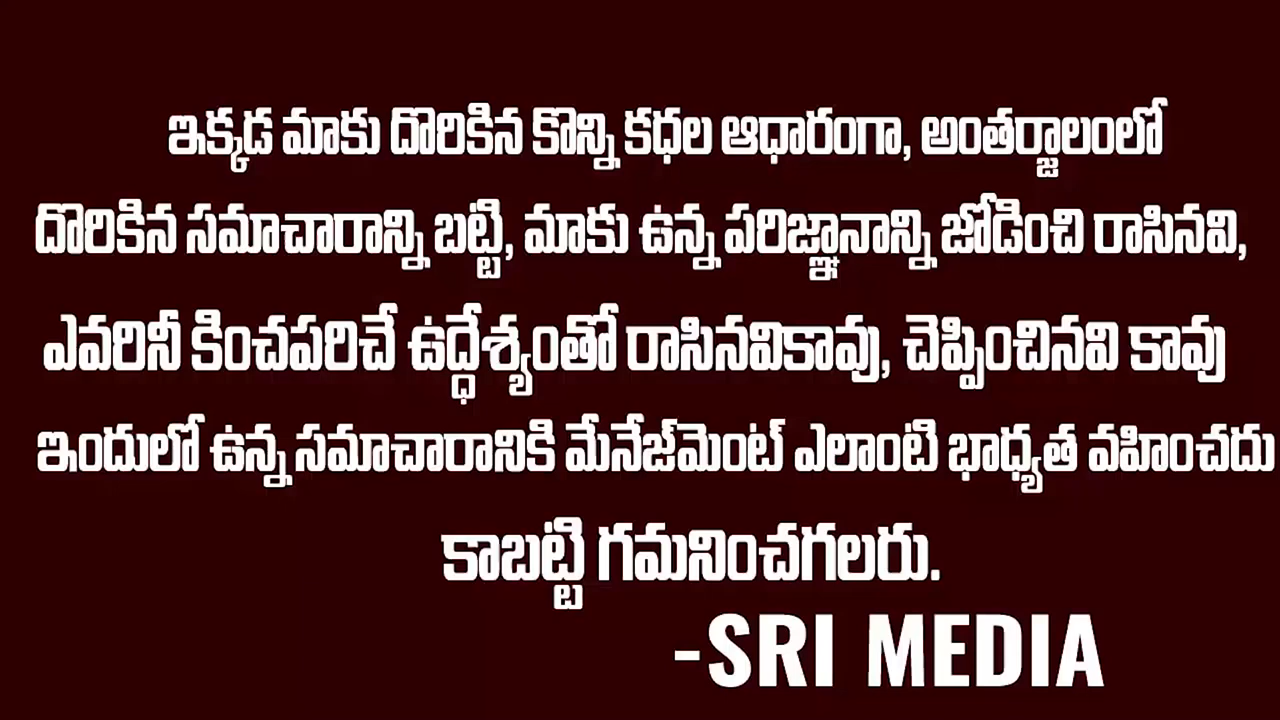 ఇక్కడ మాకు దొరికిన కొన్ని కధల ఆధారంగా, అంతర్జాలంలో
దొరికిన సమాచారాన్ని బట్టి, మాకు ఉన్న పరిజ్ఞానాన్ని జోడించి రాసినవి,
ఎవరినీ కించపరిచే ఉద్ధేశ్యంతో రాసినవికావు, చెప్పించినవి కావు
ఇందులో ఉన్న సమాచారానికి మేనేజ్‌మెంట్ ఎలాంటి భాధ్యత వహించదు
కాబట్టి గమనించగలరు.
-SRI MEDIA